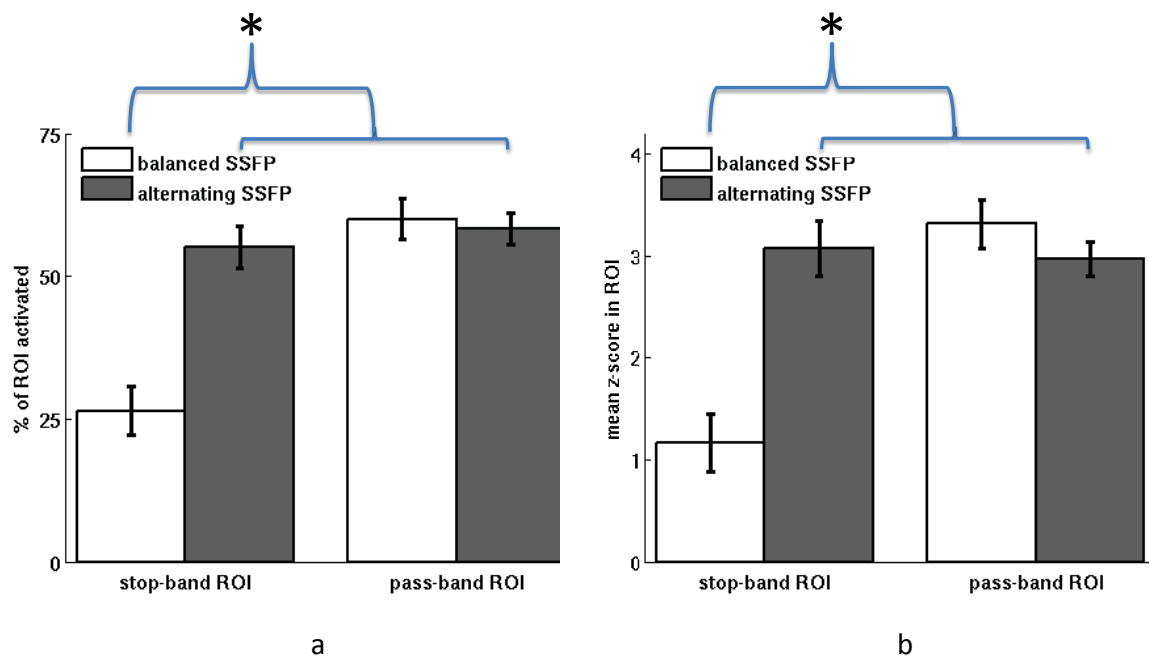 *
75
balanced SSFP
alternating SSFP
50
25
0
% of ROI activated
stop-band ROI pass-band ROI
a
*
4
balanced SSFP
alternating SSFP
3
2
1
0
mean z-score in ROI
stop-band ROI pass-band ROI
b